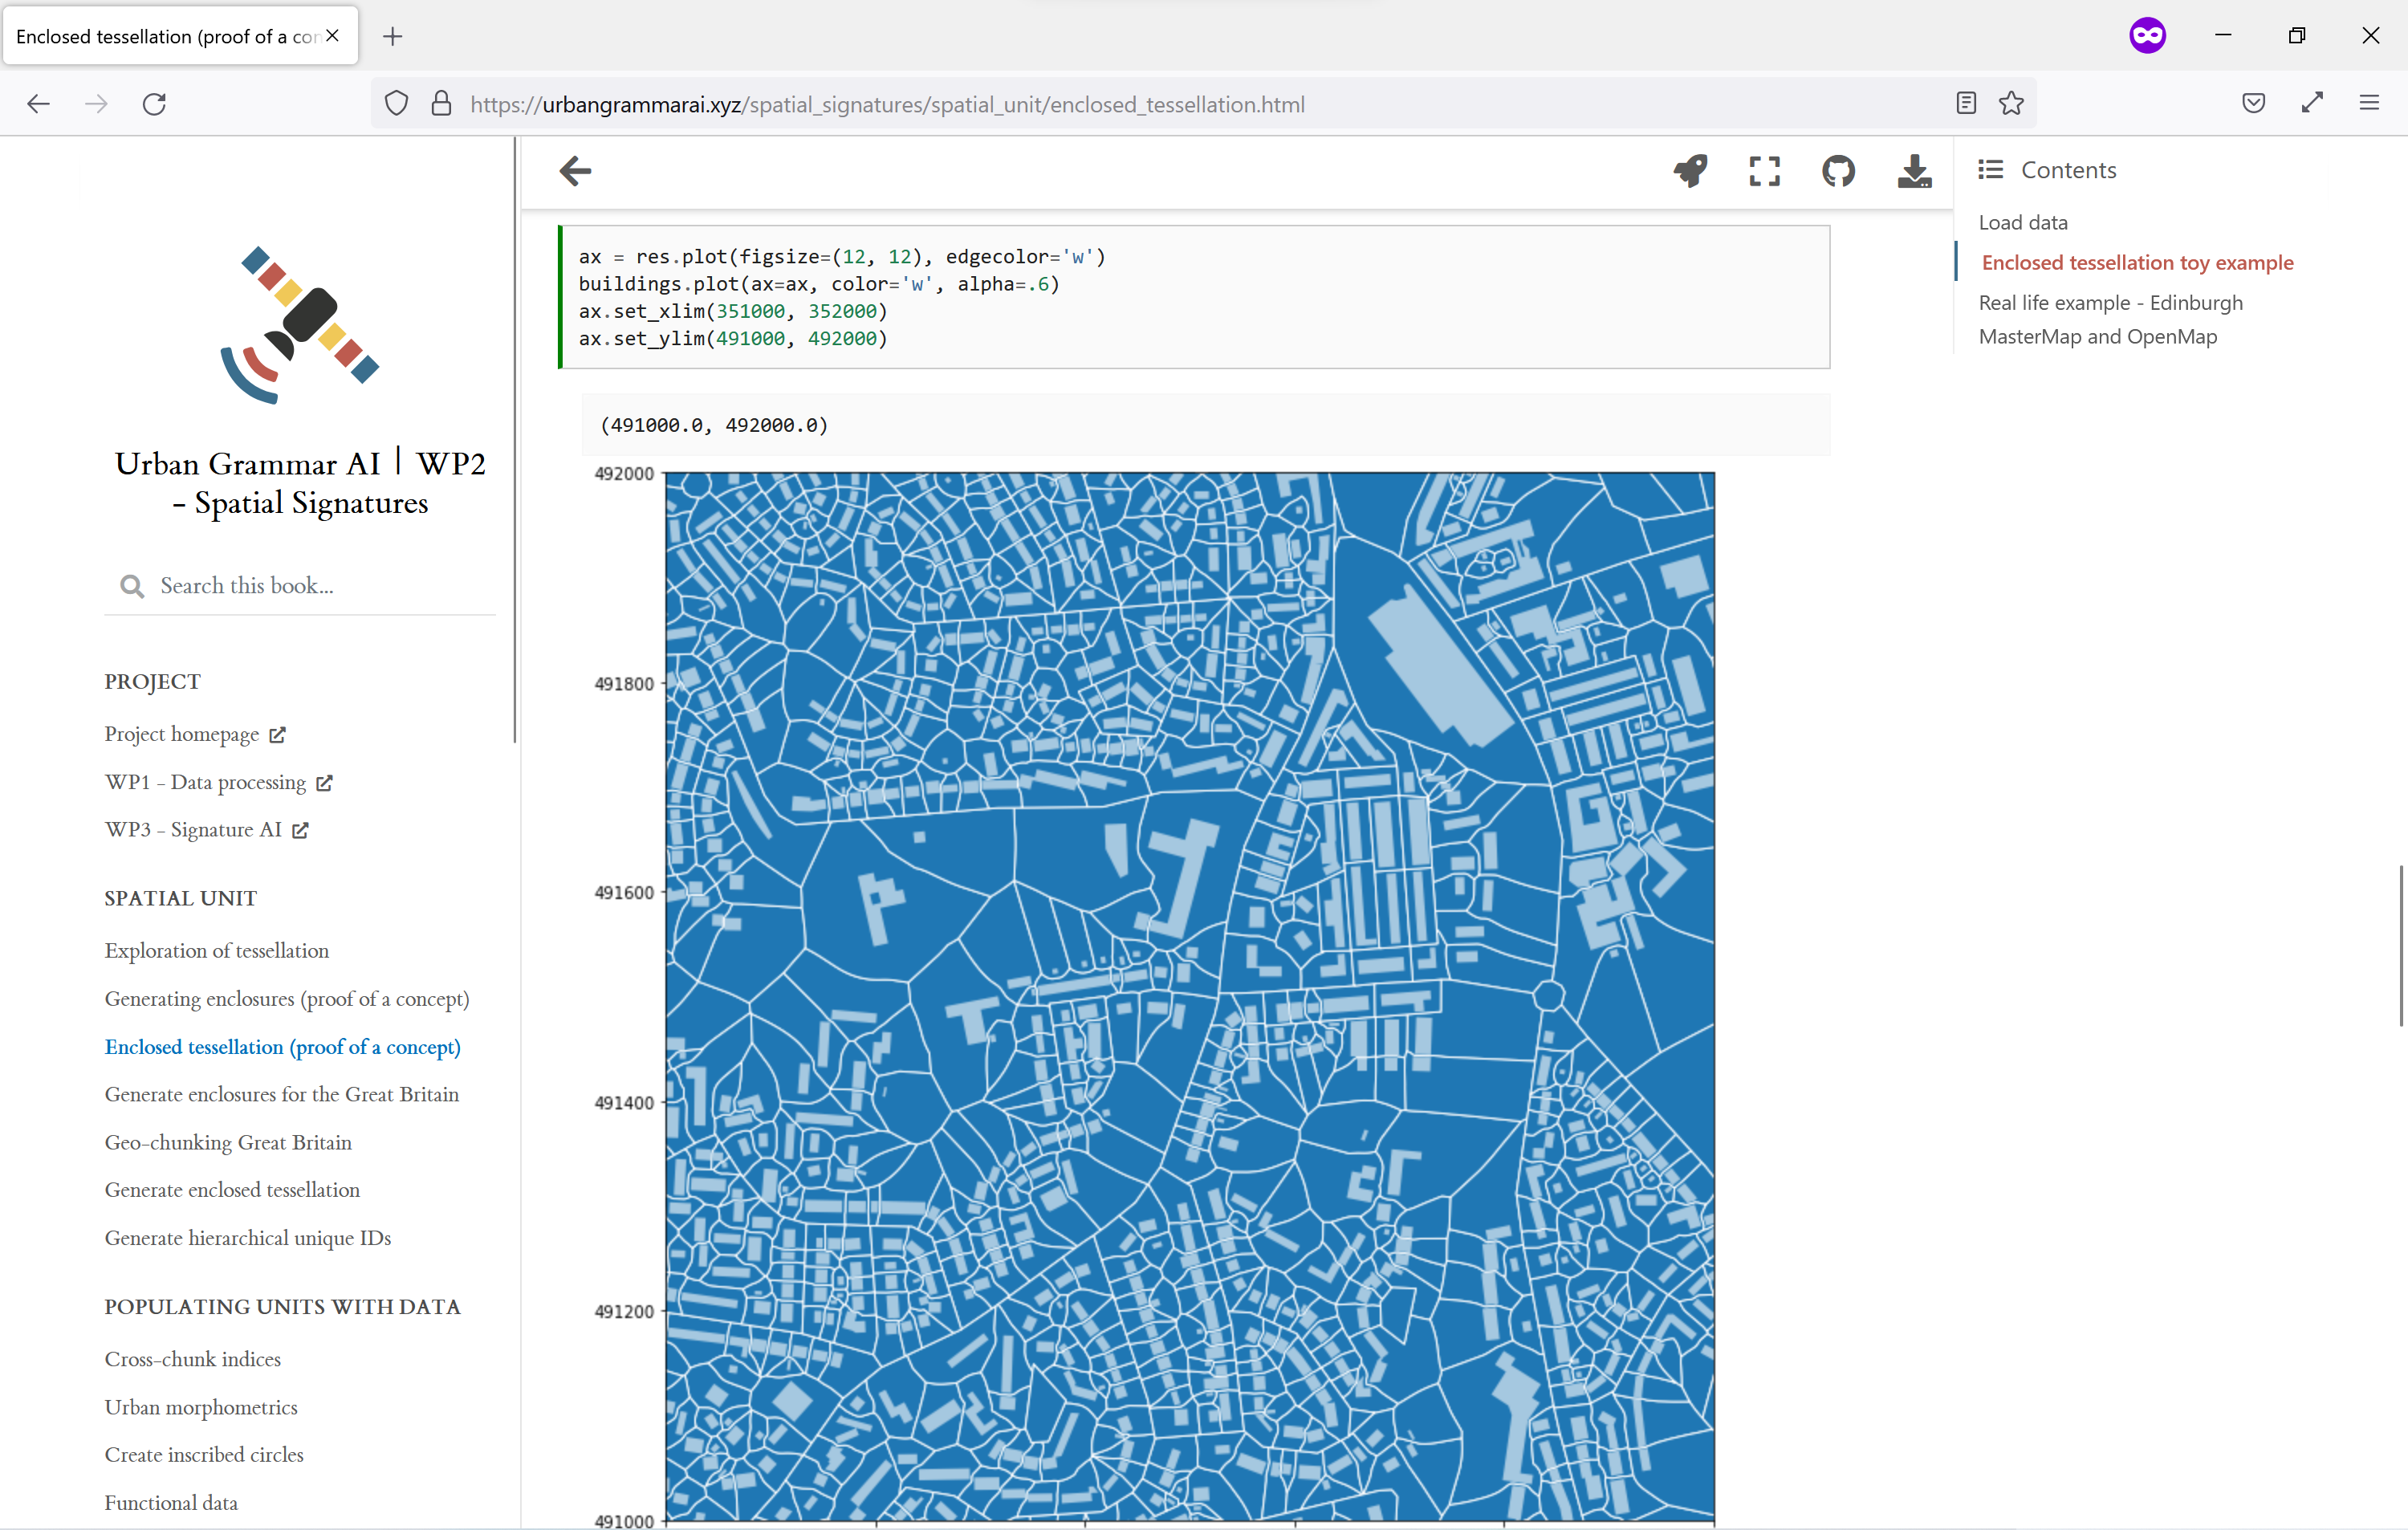 Enclosed tessellation (proof of a con
https://urbangrammarai.xyz/spatial_signatures/spatial_unit/enclosed_tessellation.html
Urban Grammar AI | WP2
- Spatial Signatures
Search this book...
PROJECT
Project homepage
WP1 - Data processing
WP3 - Signature AI
SPATIAL UNIT
Exploration of tessellation
Generating enclosures (proof of a concept)
Enclosed tessellation (proof of a concept)
Generate enclosures for the Great Britain
Geo-chunking Great Britain
Generate enclosed tessellation
Generate hierarchical unique IDs
POPULATING UNITS WITH DATA
Cross-chunk indices
Urban morphometrics
Create inscribed circles
Functional data
ax = res.plot(figsize=(12, 12), edgecolor='w')
buildings.plot(ax=ax, color='w', alpha=.6)
ax.set_xlim(351000, 352000)
ax.set_ylim(491000, 492000)
(491000.0, 492000.0)
492000
491800
491600
491400
491200
491000
Contents
Load data
Enclosed tessellation toy example
Real life example - Edinburgh
MasterMap and OpenMap